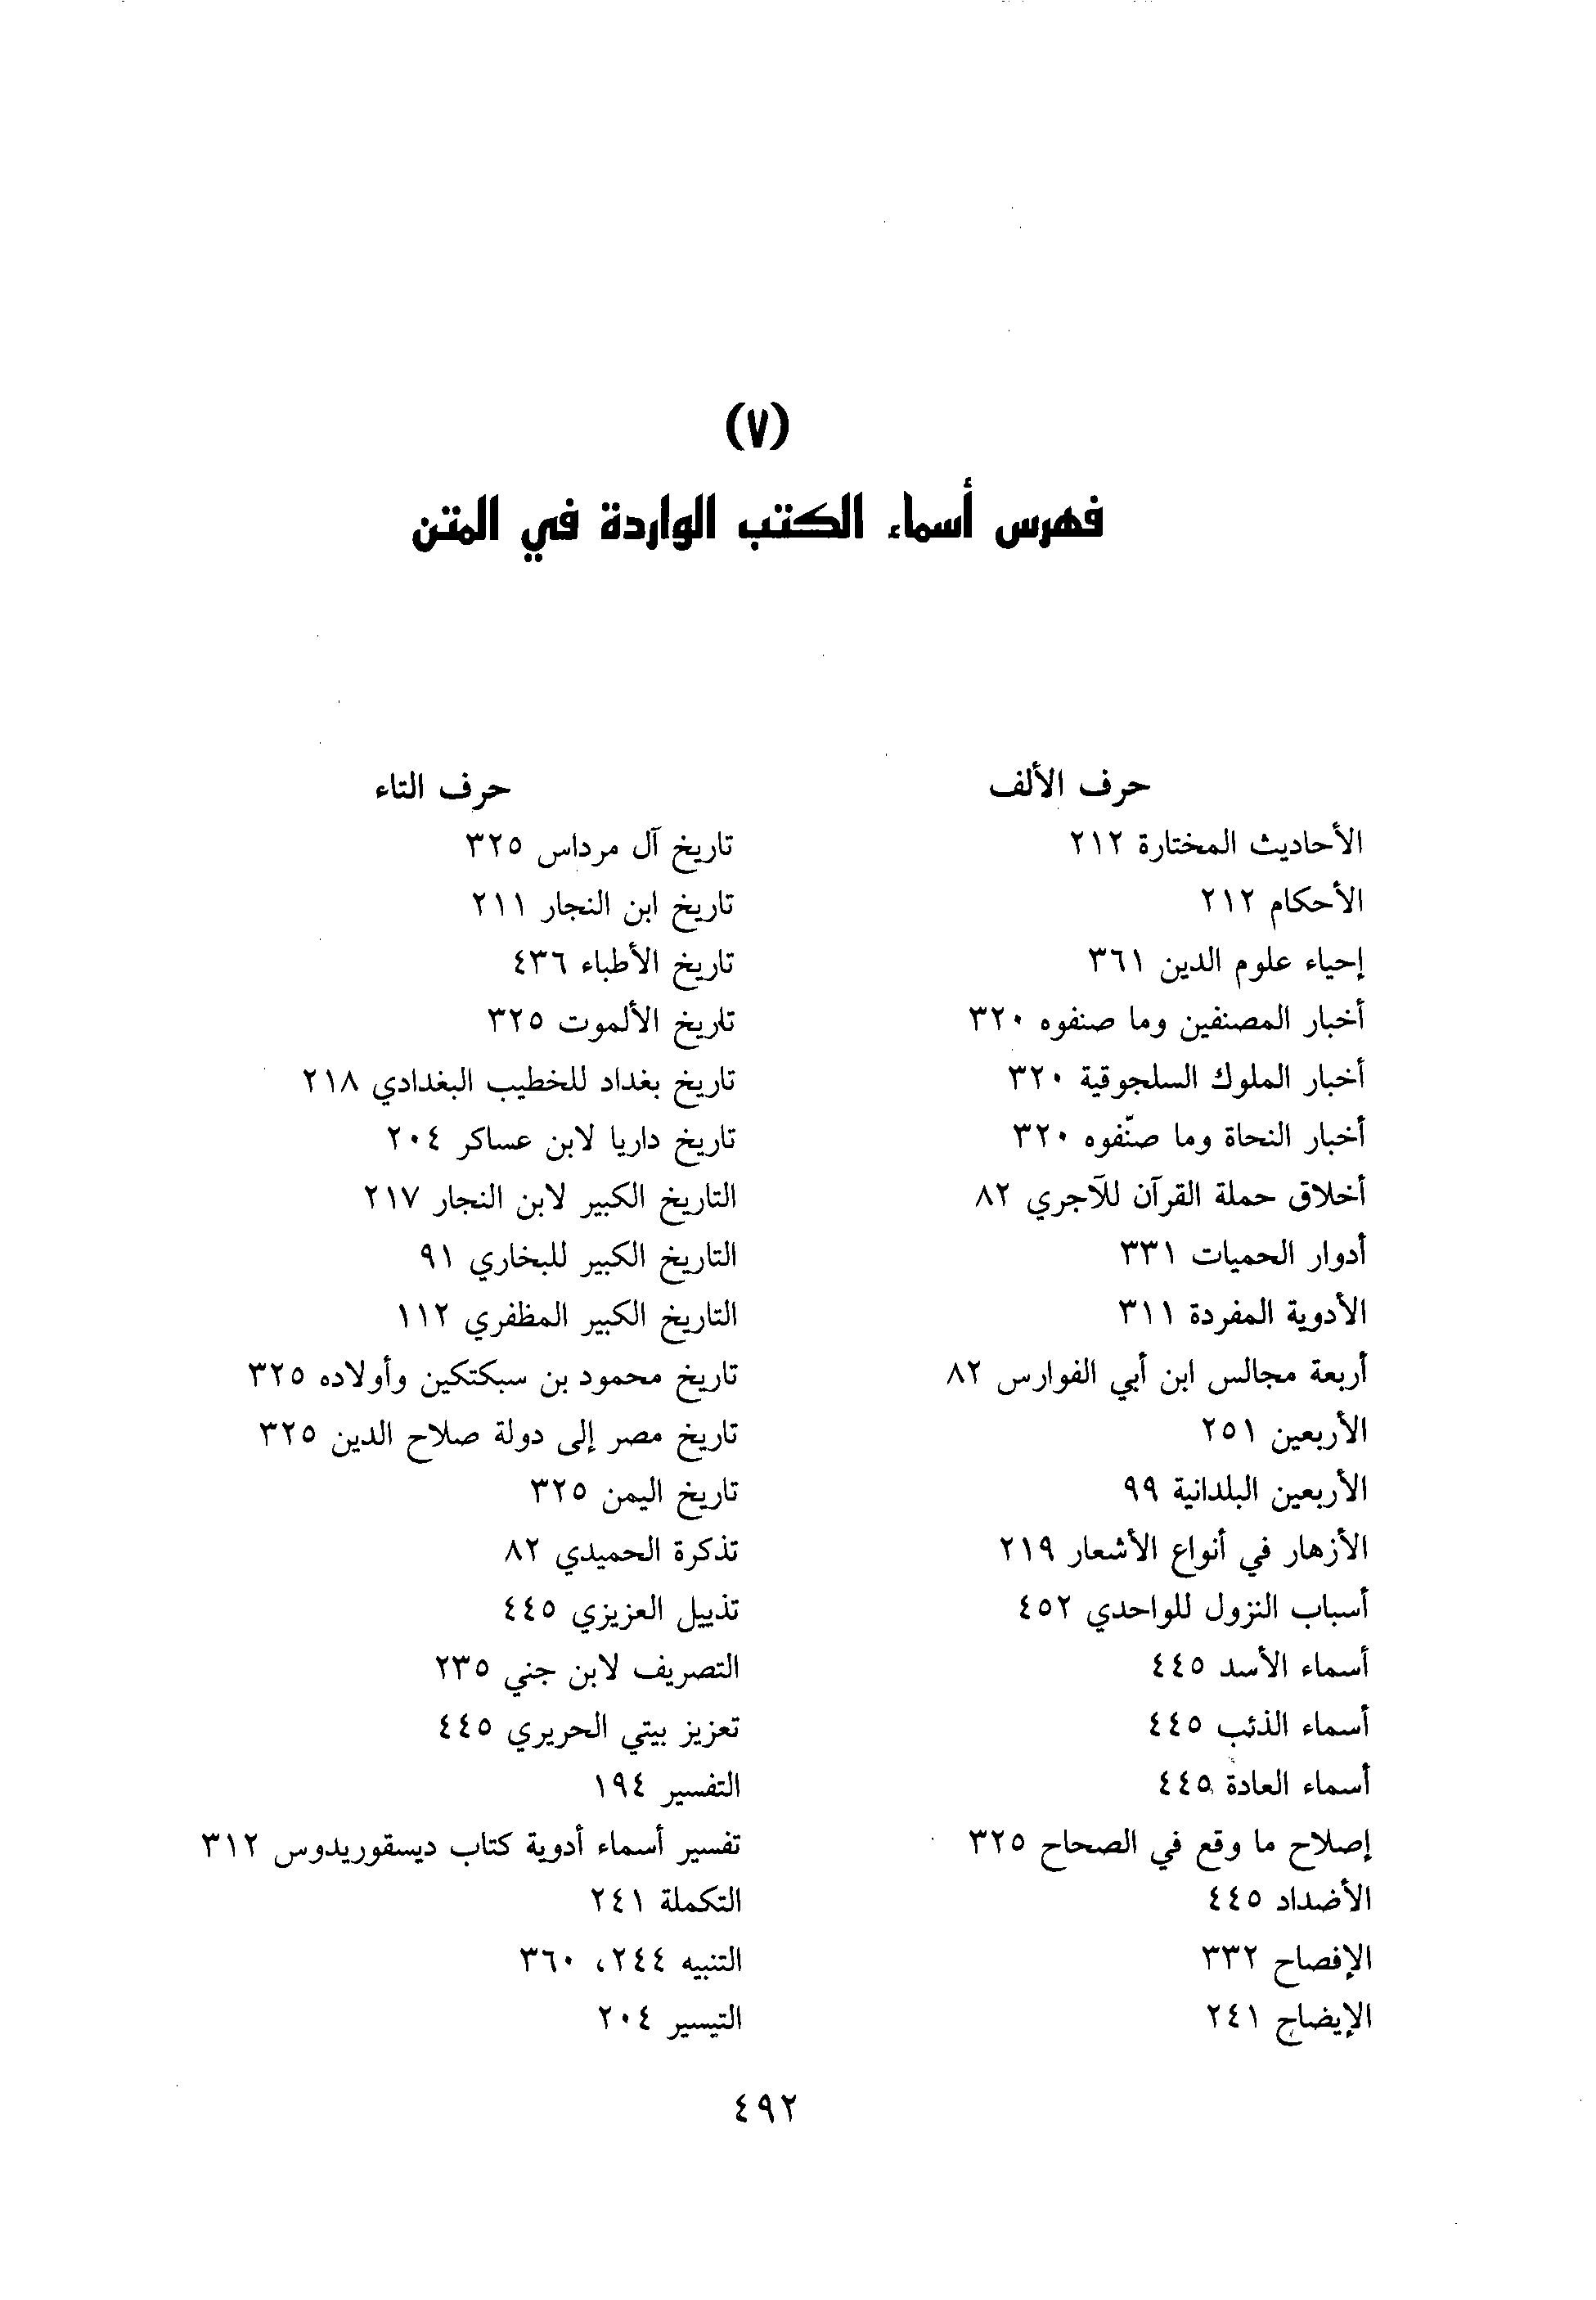 (٧)
فهرس أسماء الكتب الواردة في المتن
حرف الألف
الأحاديث المختارة ٢١٢
الأحكام ٢١٢
إحياء علوم الدين ٣٦١
أخبار المصنفين وما صنفوه ٣٢٠
أخبار الملوك السلجوقية ٣٢٠
أخبار النحاة وما صنّفوه ٣٢٠
أخلاق حملة القرآن للآجري ٨٢
أدوار الحميات ٣٣١
الأدوية المفردة ٣١١
أربعة مجالس ابن أبي الفوارس ٨٢
الأربعين ٢٥١
الأربعين البلدانية ٩٩
الأزهار في أنواع الأشعار ٢١٩
أسباب النزول للواحدي ٤٥٢
أسماء الأسد ٤٤٥
أسماء الذئب ٤٤٥
أسماء العادة ٤٤٥
إصلاح ما وقع في الصحاح ٣٢٥
الأضداد ٤٤٥
الإفصاح ٣٣٢
الإيضاح ٢٤١
حرف التاء
تاريخ آل مرداس ٣٢٥
تاريخ ابن النجار ٢١١
تاريخ الأطباء ٤٣٦
تاريخ الألموت ٣٢٥
تاريخ بغداد للخطيب البغدادي ٢١٨
تاريخ داريا لابن عساكر ٢٠٤
التاريخ الكبير لابن النجار ٢١٧
التاريخ الكبير للبخاري ٩١
التاريخ الكبير المظفري ١١٢
تاريخ محمود بن سبكتكين وأولاده ٣٢٥
تاريخ مصر إلى دولة صلاح الدين ٣٢٥
تاريخ اليمن ٣٢٥
تذكرة الحميدي ٨٢
تذييل العزيزي ٤٤٥
التصريف لابن جني ٢٣٥
تعزيز بيتي الحريري ٤٤٥
التفسير ١٩٤
تفسير أسماء أدوية كتاب ديسقوريدوس ٣١٢
التكملة ٢٤١
التنبيه ٢٤٤، ٣٦٠
التيسير ٢٠٤
٤٩٢